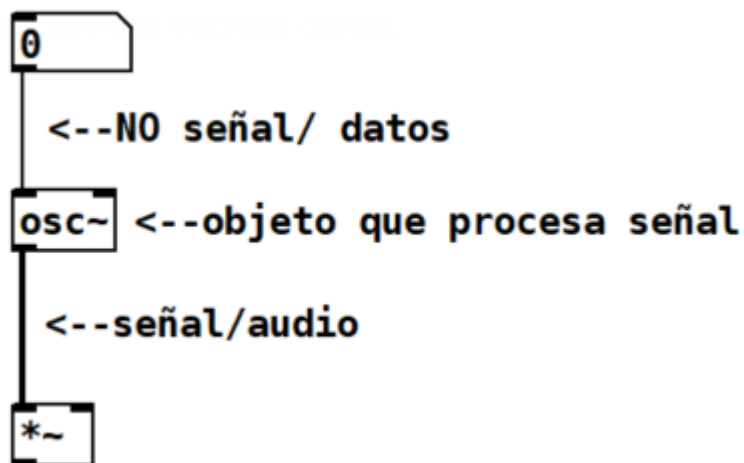 0
<--NO señal/ datos
osc~ <--objeto que procesa señal
<--señal/audio
*~